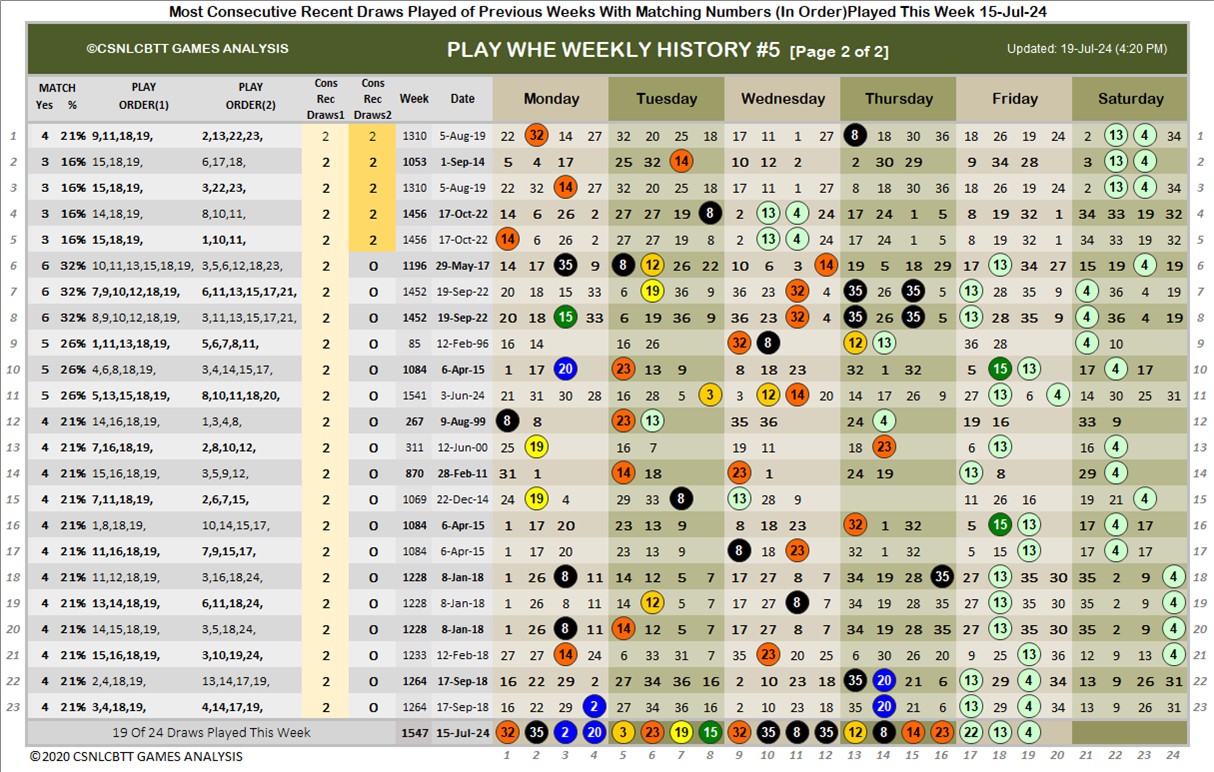 Most Consecutive Recent Draws Played of Previous Weeks With Matching Numbers (In Order)Played This Week 15-Jul-24
©CSNLCBTT GAMES ANALYSIS PLAY WHE WEEKLY HISTORY #5 [Page 2 of 2] Updated: 19-Jul-24 (4:20 PM)
MATCH PLAY PLAY Cons Cons
Yes % ORDER(1) ORDER(2) Rec Rec Week Date Monday Tuesday Wednesday Thursday Friday Saturday
Draws1 Draws2
1 4 21% 9,11,18,19, 2,13,22,23, 2 2 1310 5-Aug-19 22 32 14 27 32 20 25 18 17 11 1 27 8 18 30 36 18 26 19 24 2 13 4 34 1
2 3 16% 15,18,19, 6,17,18, 2 2 1053 1-Sep-14 5 4 17 25 32 14 10 12 2 2 30 29 9 34 28 3 13 4 2
3 3 16% 15,18,19, 3,22,23, 2 2 1310 5-Aug-19 22 32 14 27 32 20 25 18 17 11 1 27 8 18 30 36 18 26 19 24 2 13 4 34 3
4 3 16% 14,18,19, 8,10,11, 2 2 1456 17-Oct-22 14 6 26 2 27 27 19 8 2 13 4 24 17 24 1 5 8 19 32 1 34 33 19 32 4
5 3 16% 15,18,19, 1,10,11, 2 2 1456 17-Oct-22 14 6 26 2 27 27 19 8 2 13 4 24 17 24 1 5 8 19 32 1 34 33 19 32 5
6 6 32% 10,11,13,15,18,19, 3,5,6,12,18,23, 2 0 1196 29-May-17 14 17 35 9 8 12 26 22 10 6 3 14 19 5 18 29 17 13 34 27 15 19 4 19 6
7 6 32% 7,9,10,12,18,19, 6,11,13,15,17,21, 2 0 1452 19-Sep-22 20 18 15 33 6 19 36 9 36 23 32 4 35 26 35 5 13 28 35 9 4 36 4 19 7
8 6 32% 8,9,10,12,18,19, 3,11,13,15,17,21, 2 0 1452 19-Sep-22 20 18 15 33 6 19 36 9 36 23 32 4 35 26 35 5 13 28 35 9 4 36 4 19 8
9 5 26% 1,11,13,18,19, 5,6,7,8,11, 2 0 85 12-Feb-96 16 14 16 26 32 8 12 13 36 28 4 10 9
10 5 26% 4,6,8,18,19, 3,4,14,15,17, 2 0 1084 6-Apr-15 1 17 20 23 13 9 8 18 23 32 1 32 5 15 13 17 4 17 10
11 5 26% 5,13,15,18,19, 8,10,11,18,20, 2 0 1541 3-Jun-24 21 31 30 28 16 28 5 3 3 12 14 20 14 17 26 9 27 13 6 4 14 30 25 31 11
12 4 21% 14,16,18,19, 1,3,4,8, 2 0 267 9-Aug-99 8 8 23 13 35 36 24 4 19 16 33 9 12
13 4 21% 7,16,18,19, 2,8,10,12, 2 0 311 12-Jun-00 25 19 16 7 19 11 18 23 6 13 16 4 13
14 4 21% 15,16,18,19, 3,5,9,12, 2 0 870 28-Feb-11 31 1 14 18 23 1 24 19 13 8 29 4 14
15 4 21% 7,11,18,19, 2,6,7,15, 2 0 1069 22-Dec-14 24 19 4 29 33 8 13 28 9 11 26 16 19 21 4 15
16 4 21% 1,8,18,19, 10,14,15,17, 2 0 1084 6-Apr-15 1 17 20 23 13 9 8 18 23 32 1 32 5 15 13 17 4 17 16
17 4 21% 11,16,18,19, 7,9,15,17, 2 0 1084 6-Apr-15 1 17 20 23 13 9 8 18 23 32 1 32 5 15 13 17 4 17 17
18 4 21% 11,12,18,19, 3,16,18,24, 2 0 1228 8-Jan-18 1 26 8 11 14 12 5 7 17 27 8 7 34 19 28 35 27 13 35 30 35 2 9 4 18
19 4 21% 13,14,18,19, 6,11,18,24, 2 0 1228 8-Jan-18 1 26 8 11 14 12 5 7 17 27 8 7 34 19 28 35 27 13 35 30 35 2 9 4 19
20 4 21% 14,15,18,19, 3,5,18,24, 2 0 1228 8-Jan-18 1 26 8 11 14 12 5 7 17 27 8 7 34 19 28 35 27 13 35 30 35 2 9 4 20
21 4 21% 15,16,18,19, 3,10,19,24, 2 0 1233 12-Feb-18 27 27 14 24 6 33 31 7 35 23 20 25 6 30 26 20 9 25 13 36 12 9 13 4 21
22 4 21% 2,4,18,19, 13,14,17,19, 2 0 1264 17-Sep-18 16 22 29 2 27 34 36 16 2 10 23 18 35 20 21 6 13 29 4 34 13 9 26 31 22
23 4 21% 3,4,18,19, 4,14,17,19, 2 0 1264 17-Sep-18 16 22 29 2 27 34 36 16 2 10 23 18 35 20 21 6 13 29 4 34 13 9 26 31 23
19 Of 24 Draws Played This Week 1547 15-Jul-24 32 35 2 20 3 23 19 15 32 35 8 35 12 8 14 23 22 13 4
©2020 CSNLCBTT GAMES ANALYSIS 1 2 3 4 5 6 7 8 9 10 11 12 13 14 15 16 17 18 19 20 21 22 23 24